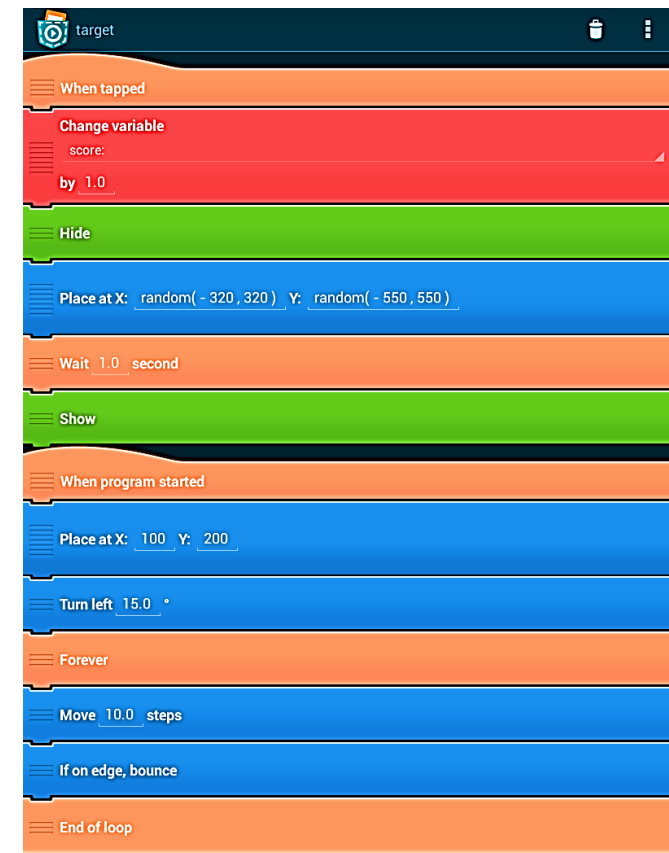 target
When tapped
Change variable
score:
by 1.0
Hide
Place at X: random( - 320 , 320 ) Y: random( - 550 , 550 )
Wait 1.0 second
Show
When program started
Place at X: 100 Y: 200
Turn left 15.0 °
Forever
Move 10.0 steps
If on edge, bounce
End of loop